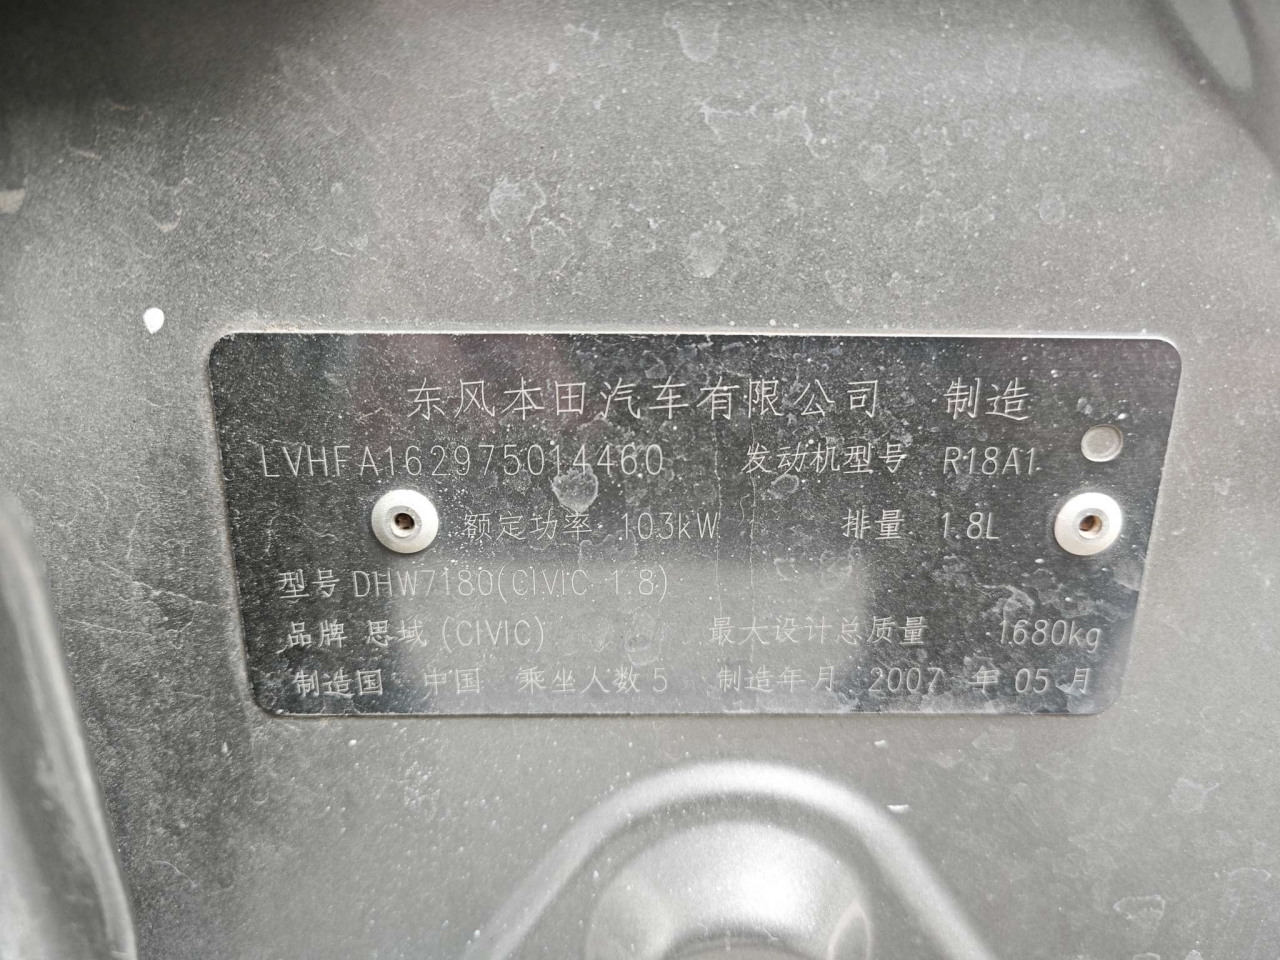 东风本田汽车有限公司 制造
LVHFA162975014460 发动机型号 R18A1
额定功率 103kW 排量 1.8L
型号 DHW7180(CIVIC 1.8)
品牌 思域 (CIVIC) 最大设计总质量 1680kg
制造国 中国 乘坐人数 5 制造年月 2007 年 05 月